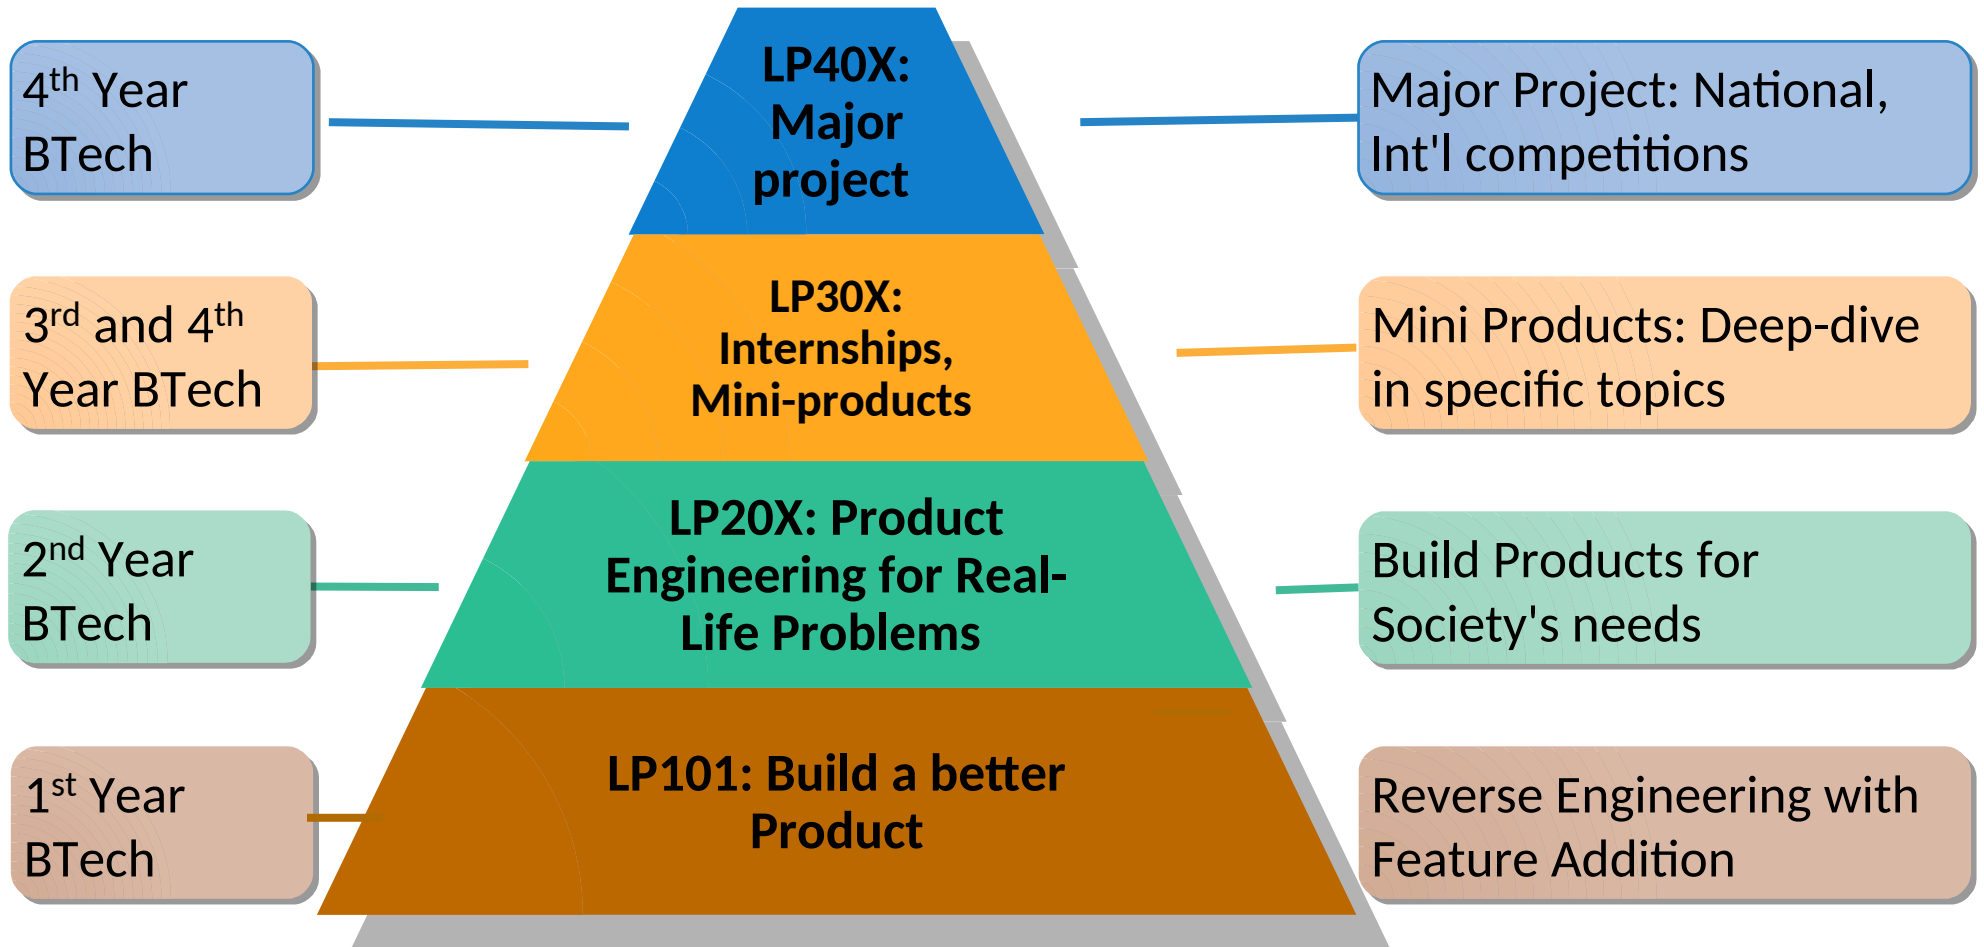 4th Year
BTech
LP40X:
Major
project
Major Project: National,
Int'l competitions
3rd and 4th
Year BTech
LP30X:
Internships,
Mini-products
Mini Products: Deep-dive
in specific topics
2nd Year
BTech
LP20X: Product
Engineering for Real-
Life Problems
Build Products for
Society's needs
1st Year
BTech
LP101: Build a better
Product
Reverse Engineering with
Feature Addition